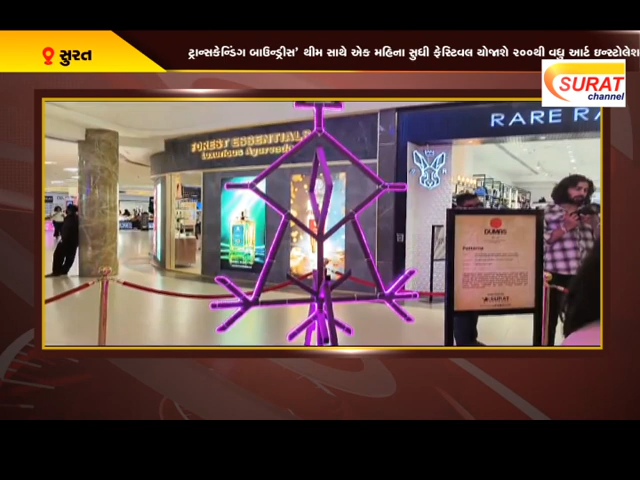 સુરત
ટ્રાન્સકેન્ડિંગ બાઉન્ડ્રીસ’ થીમ સાથે એક મહિના સુધી ફેસ્ટિવલ યોજાશે ૨૦૦થી વધુ આર્ટ ઇન્સ્ટોલેશ
SURAT
channel
FOREST ESSENTIALS
Luxurious Ayurveda
RARE RA
DUMAS
SURAT